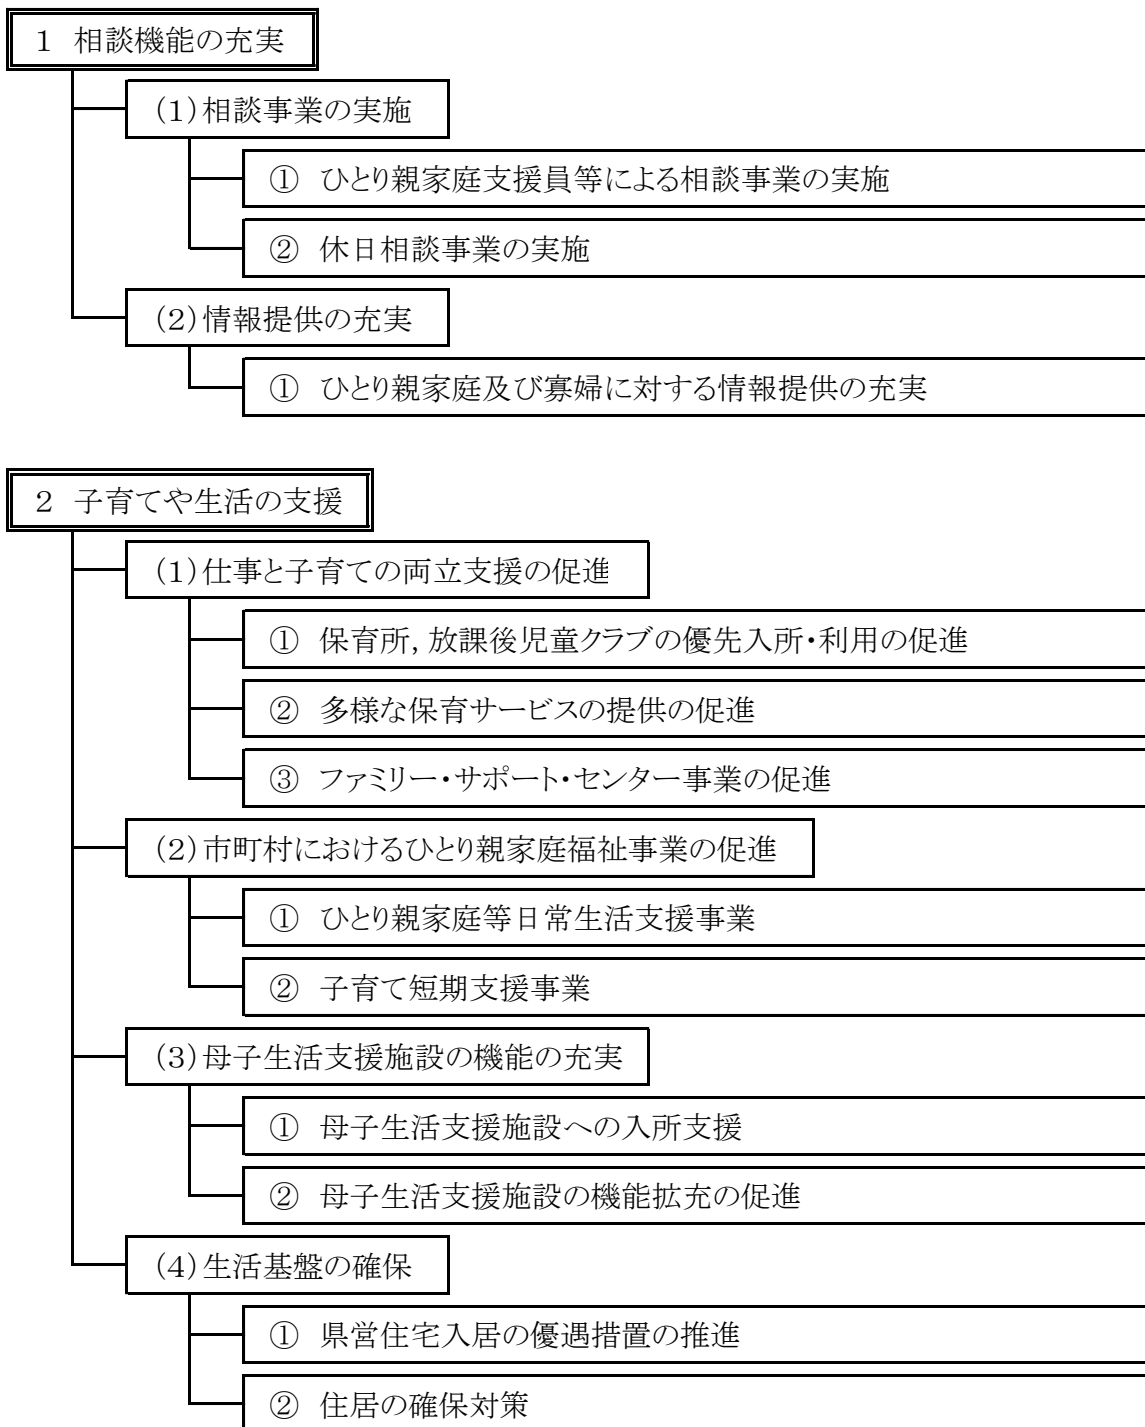 １ 相談機能の充実
(１)相談事業の実施
① ひとり親家庭支援員等による相談事業の実施
② 休日相談事業の実施
(２)情報提供の充実
① ひとり親家庭及び寡婦に対する情報提供の充実
２ 子育てや生活の支援
(１)仕事と子育ての両立支援の促進
① 保育所，放課後児童クラブの優先入所・利用の促進
② 多様な保育サービスの提供の促進
③ ファミリー・サポート・センター事業の促進
(２)市町村におけるひとり親家庭福祉事業の促進
① ひとり親家庭等日常生活支援事業
② 子育て短期支援事業
(３)母子生活支援施設の機能の充実
① 母子生活支援施設への入所支援
② 母子生活支援施設の機能拡充の促進
(４)生活基盤の確保
① 県営住宅入居の優遇措置の推進
② 住居の確保対策